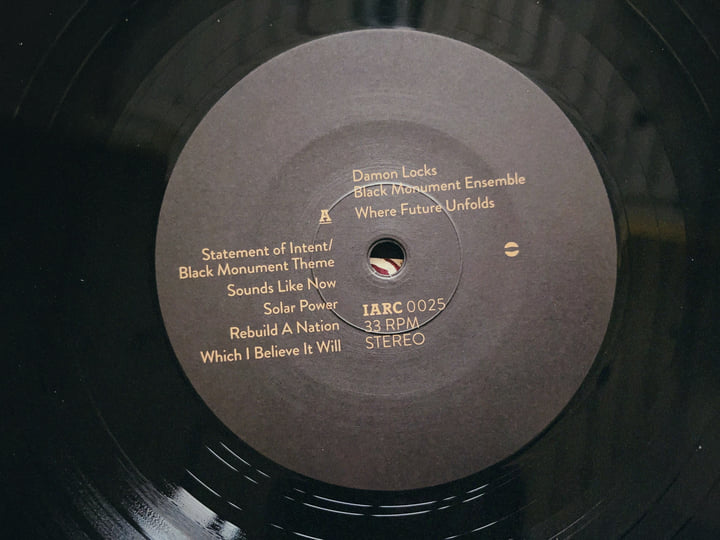 Damon Locks
Black Monument Ensemble
A
Where Future Unfolds
Statement of Intent/
Black Monument Theme
Sounds Like Now
Solar Power
Rebuild A Nation
Which I Believe It Will
IARC 0025
33 RPM
STEREO